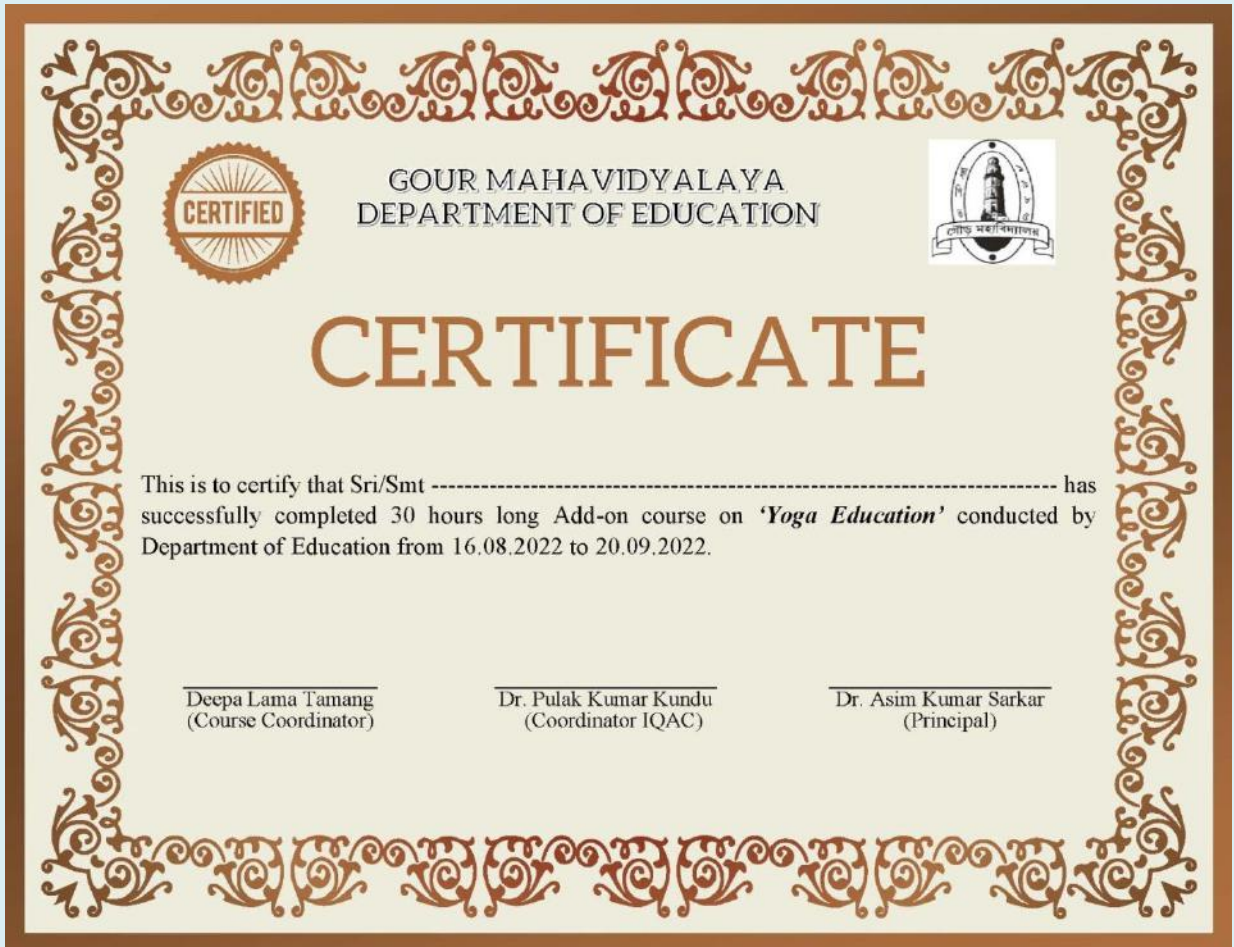 CERTIFIED
GOUR MAHAVIDYALAYA
DEPARTMENT OF EDUCATION
গৌড় মহাবিদ্যালয়
CERTIFICATE
This is to certify that Sri/Smt ---------------------------------------------------------------------------- has
successfully completed 30 hours long Add-on course on ‘Yoga Education’ conducted by
Department of Education from 16.08.2022 to 20.09.2022.
Deepa Lama Tamang
(Course Coordinator)
Dr. Pulak Kumar Kundu
(Coordinator IQAC)
Dr. Asim Kumar Sarkar
(Principal)